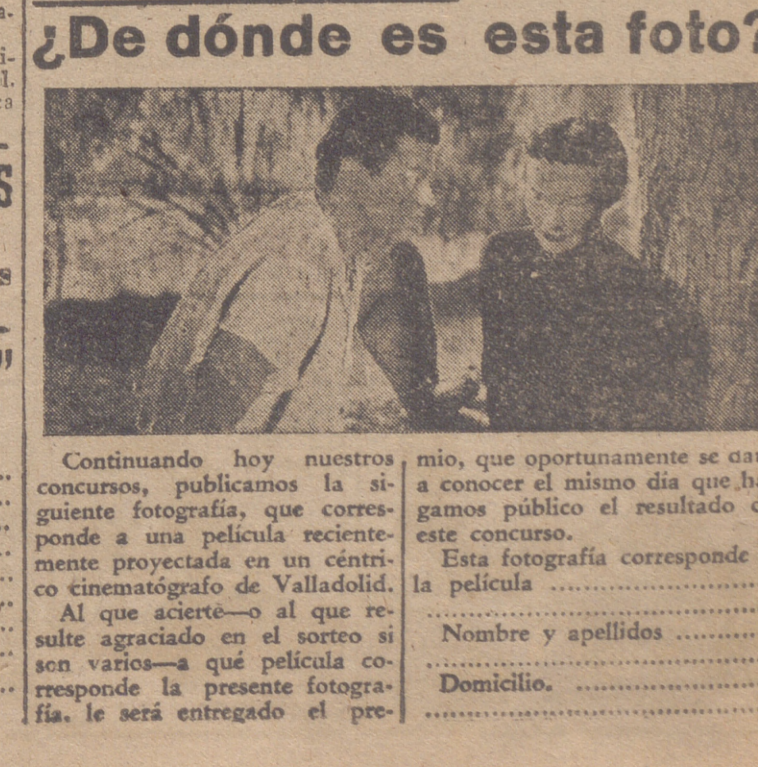 ¿De dónde es esta foto?
Continuando hoy nuestros
concursos, publicamos la si-
guiente fotografía, que corres-
ponde a una película reciente-
mente proyectada en un céntri-
co cinematógrafo de Valladolid.
Al que acierte—o al que re-
sulte agraciado en el sorteo si
son varios—a qué película co-
rresponde la presente fotogra-
fía, le será entregado el pre-
mio, que oportunamente se
a conocer el mismo día que ha-
gamos público el resultado
este concurso.
Esta fotografía corresponde
la película ..................
..............................
Nombre y apellidos ..........
..............................
Domicilio. ..................
..............................